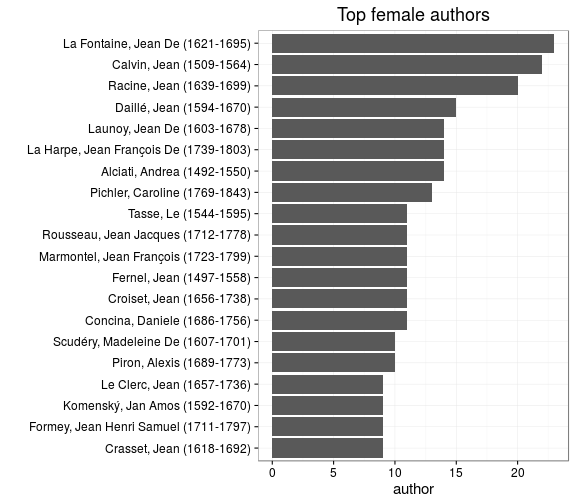 Top female authors
La Fontaine, Jean De (1621-1695)
Calvin, Jean (1509-1564)
Racine, Jean (1639-1699)
Daillé, Jean (1594-1670)
Launoy, Jean De (1603-1678)
La Harpe, Jean François De (1739-1803)
Alciati, Andrea (1492-1550)
Pichler, Caroline (1769-1843)
Tasse, Le (1544-1595)
Rousseau, Jean Jacques (1712-1778)
Marmontel, Jean François (1723-1799)
Fernel, Jean (1497-1558)
Croiset, Jean (1656-1738)
Concina, Daniele (1686-1756)
Scudéry, Madeleine De (1607-1701)
Piron, Alexis (1689-1773)
Le Clerc, Jean (1657-1736)
Komenský, Jan Amos (1592-1670)
Formey, Jean Henri Samuel (1711-1797)
Crasset, Jean (1618-1692)
0 5 10 15 20
author